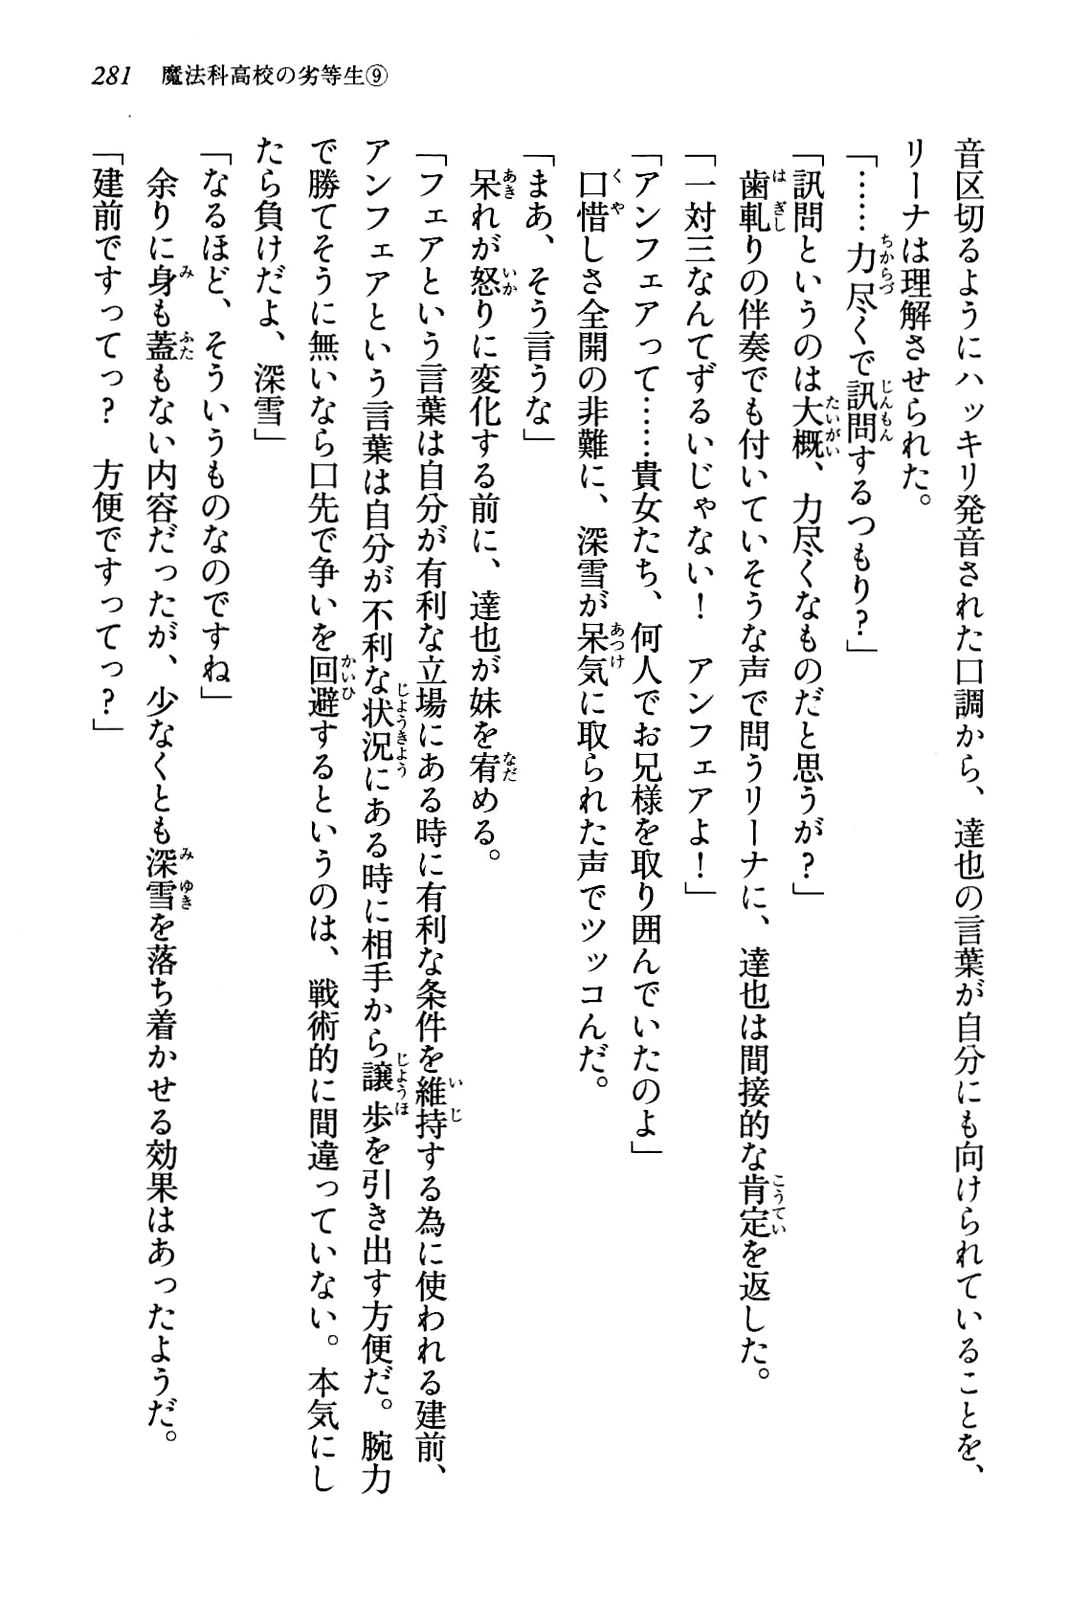 281　魔法科高校の劣等生⑨
音区切るようにハッキリ発音された口調から、達也の言葉が自分にも向けられていることを、
リーナは理解させられた。
「……力尽くで訊問するつもり？」
「訊問というのは大概、力尽くなものだと思うが？」
歯軋りの伴奏でも付いていそうな声で問うリーナに、達也は間接的な肯定を返した。
「一対三なんてずるいじゃない！　アンフェアよ！」
「アンフェアって……貴女たち、何人でお兄様を取り囲んでいたのよ」
口惜しさ全開の非難に、深雪が呆気に取られた声でツッコんだ。
「まあ、そう言うな」
呆れが怒りに変化する前に、達也が妹を宥める。
「フェアという言葉は自分が有利な立場にある時に有利な条件を維持する為に使われる建前、
アンフェアという言葉は自分が不利な状況にある時に相手から譲歩を引き出す方便だ。腕力
で勝てそうに無いなら口先で争いを回避するというのは、戦術的に間違っていない。本気にし
たら負けだよ、深雪」
「なるほど、そういうものなのですね」
余りに身も蓋もない内容だったが、少なくとも深雪を落ち着かせる効果はあったようだ。
「建前ですってっ？　方便ですってっ？」